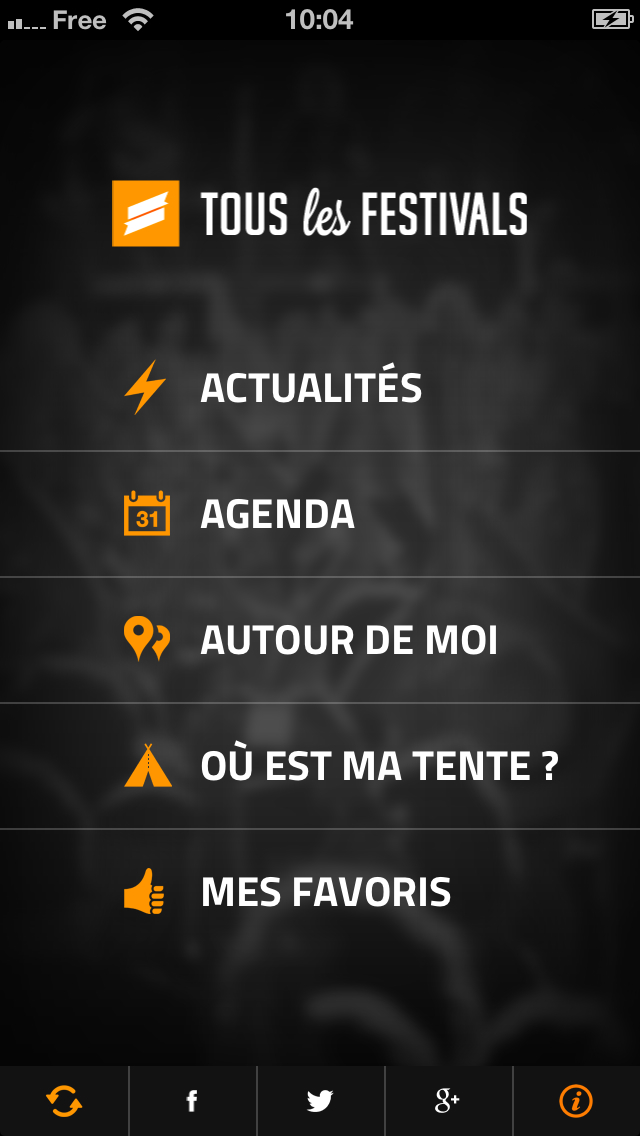 Free 10:04
TOUS les FESTIVALS
ACTUALITÉS
31 AGENDA
AUTOUR DE MOI
OÙ EST MA TENTE ?
MES FAVORIS
f g+ i